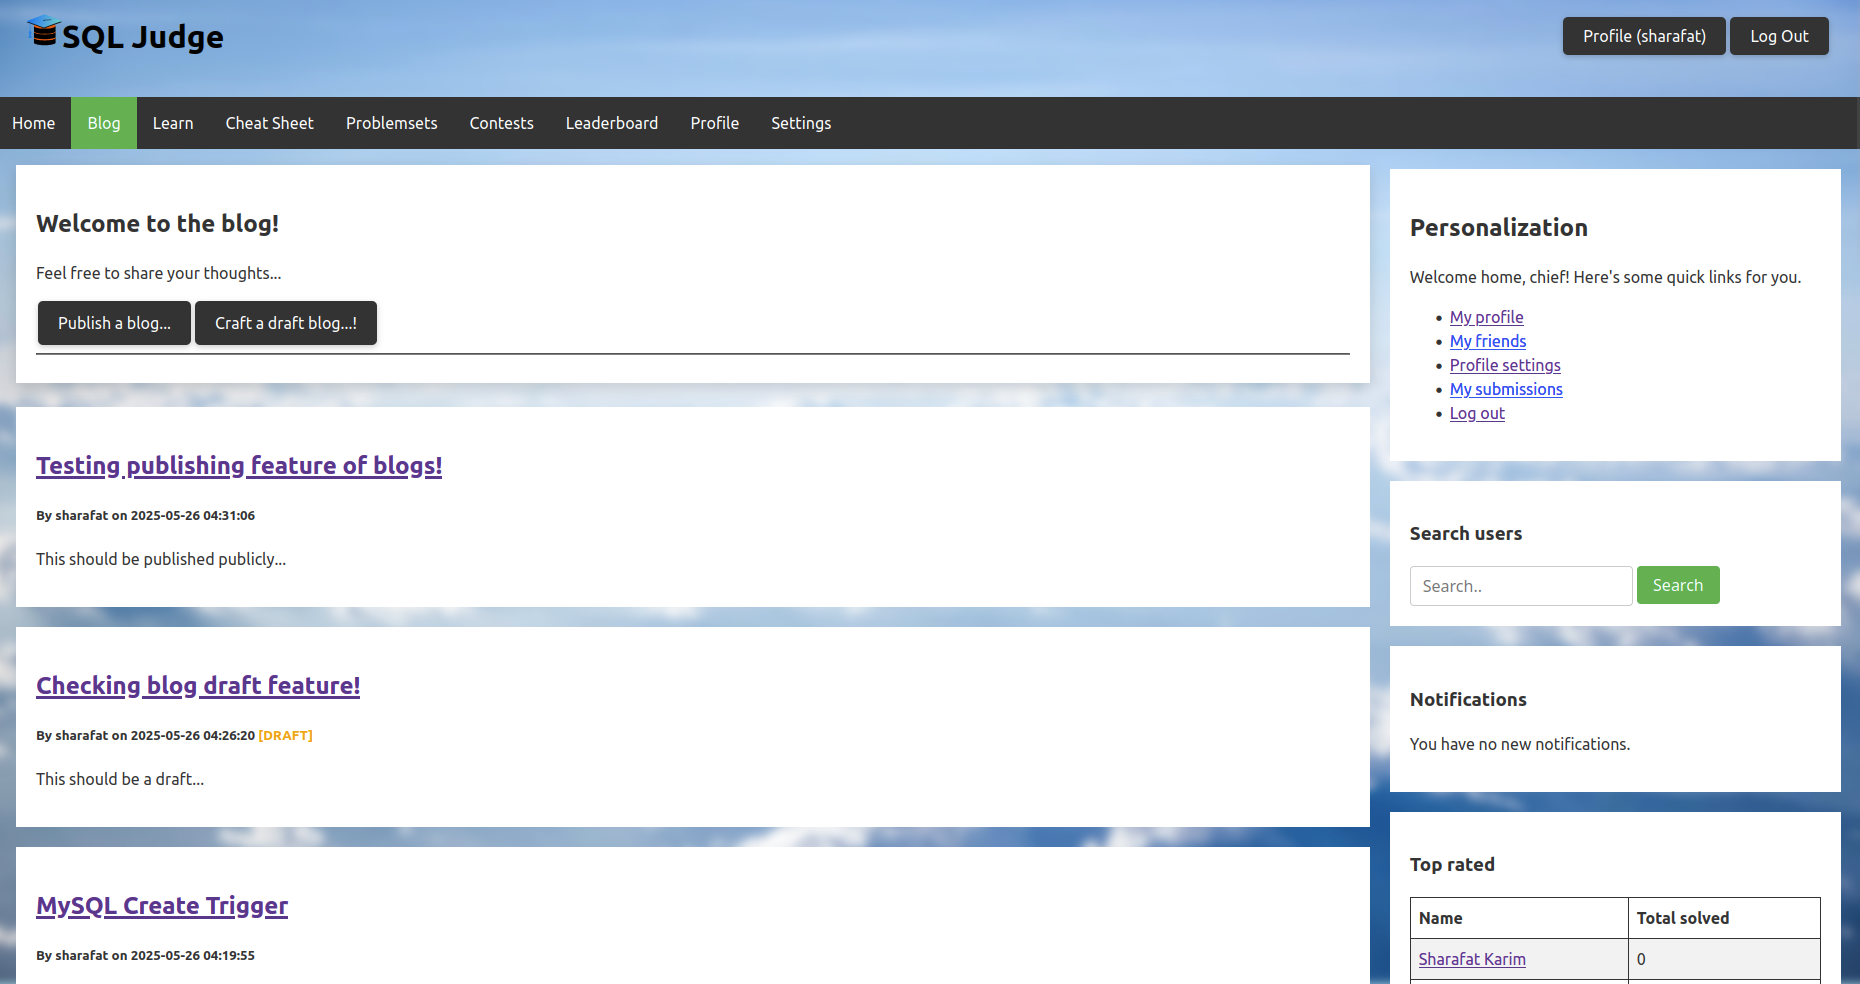 SQL Judge
Profile (sharafat)
Log Out
Home
Blog
Learn
Cheat Sheet
Problemsets
Contests
Leaderboard
Profile
Settings
Welcome to the blog!
Feel free to share your thoughts...
Publish a blog...
Craft a draft blog...!
Testing publishing feature of blogs!
By sharafat on 2025-05-26 04:31:06
This should be published publicly...
Checking blog draft feature!
By sharafat on 2025-05-26 04:26:20 [DRAFT]
This should be a draft...
MySQL Create Trigger
By sharafat on 2025-05-26 04:19:55
Personalization
Welcome home, chief! Here's some quick links for you.
My profile
My friends
Profile settings
My submissions
Log out
Search users
Search..
Search
Notifications
You have no new notifications.
Top rated
Name
Total solved
Sharafat Karim
0